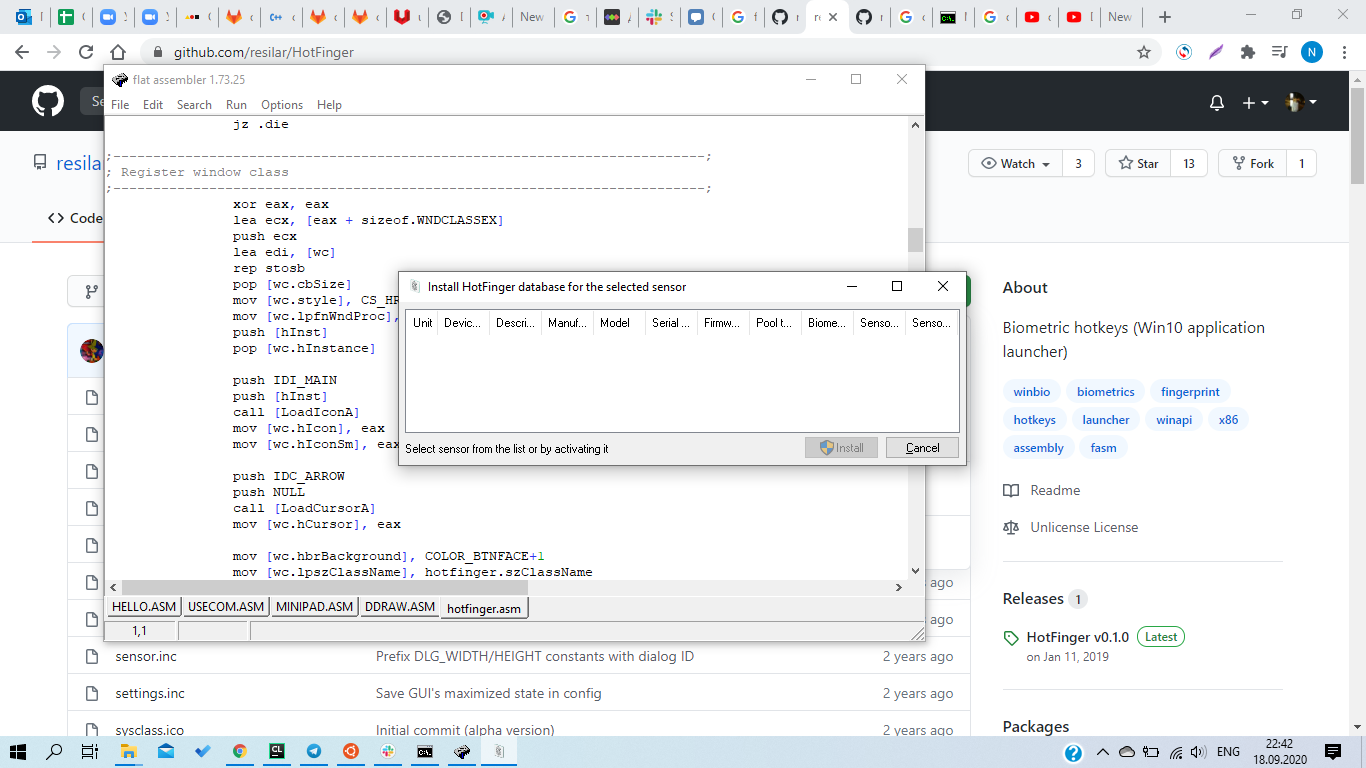 New
New
github.com/resilar/HotFinger
N
flat assembler 1.73.25
File Edit Search Run Options Help
jz .die
;--------------------------------------------------------------------------;
; Register window class
;--------------------------------------------------------------------------;
xor eax, eax
lea ecx, [eax + sizeof.WNDCLASSEX]
push ecx
lea edi, [wc]
rep stosb
pop [wc.cbSize]
mov [wc.style], CS_HR
mov [wc.lpfnWndProc],
push [hInst]
pop [wc.hInstance]
push IDI_MAIN
push [hInst]
call [LoadIconA]
mov [wc.hIcon], eax
mov [wc.hIconSm], eax
push IDC_ARROW
push NULL
call [LoadCursorA]
mov [wc.hCursor], eax
mov [wc.hbrBackground], COLOR_BTNFACE+1
mov [wc.lpszClassName], hotfinger.szClassName
HELLO.ASM USECOM.ASM MINIPAD.ASM DDRAW.ASM hotfinger.asm
1,1
Install HotFinger database for the selected sensor
Unit Devic... Descri... Manuf... Model Serial ... Firmw... Pool t... Biome... Senso... Senso...
Select sensor from the list or by activating it
Install Cancel
Se
resila
Watch 3 Star 13 Fork 1
Code
About
Biometric hotkeys (Win10 application
launcher)
winbio biometrics fingerprint
hotkeys launcher winapi x86
assembly fasm
Readme
Unlicense License
Releases 1
HotFinger v0.1.0 Latest
on Jan 11, 2019
Packages
ago
ago
sensor.inc Prefix DLG_WIDTH/HEIGHT constants with dialog ID 2 years ago
settings.inc Save GUI's maximized state in config 2 years ago
sysclass.ico Initial commit (alpha version) 2 years ago
ENG
22:42
18.09.2020